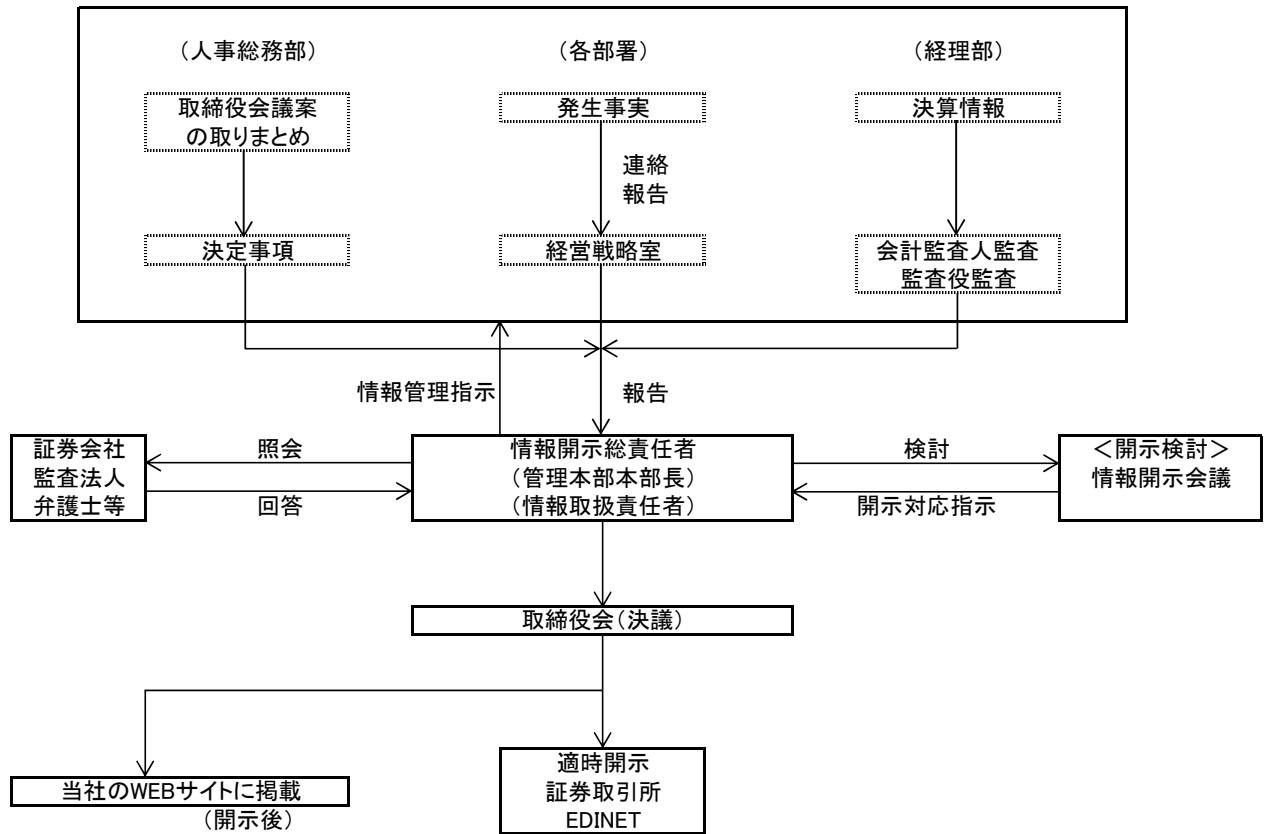 （人事総務部）
（各部署）
（経理部）
取締役会議案
の取りまとめ
発生事実
決算情報
連絡
報告
決定事項
経営戦略室
会計監査人監査
監査役監査
情報管理指示
報告
証券会社
監査法人
弁護士等
照会
回答
情報開示総責任者
（管理本部本部長）
（情報取扱責任者）
検討
開示対応指示
＜開示検討＞
情報開示会議
取締役会（決議）
当社のWEBサイトに掲載
（開示後）
適時開示
証券取引所
EDINET